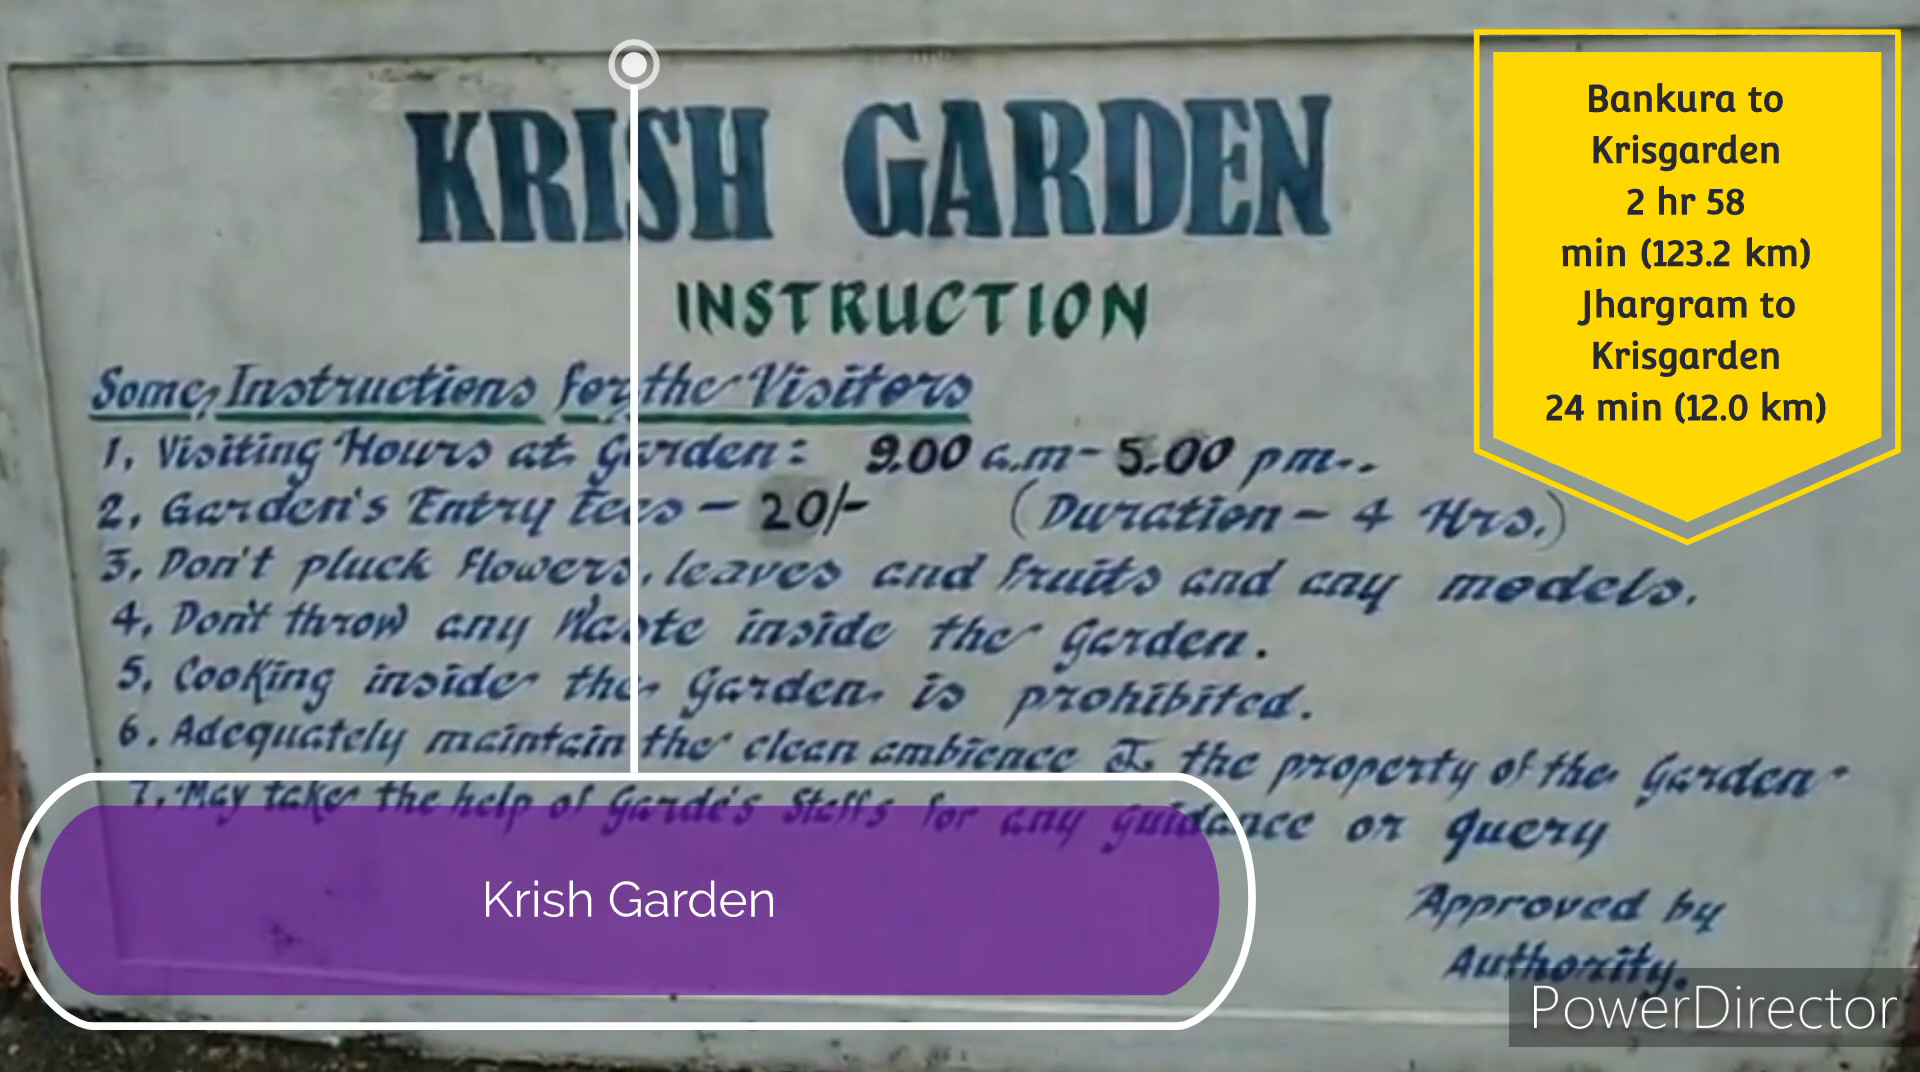 KRISH GARDEN
INSTRUCTION
Some Instructions for the Visitors
1. Visiting Hours at Garden: 9.00 a.m - 5.00 pm..
2. Garden's Entry Fees - 20/- (Duration - 4 Hrs.)
3. Don't pluck flowers, leaves and fruits and any models.
4. Don't throw any Waste inside the Garden.
5. Cooking inside the Garden is prohibited.
6. Adequately maintain the clean ambience & the property of the Garden
7. May take the help of Garde's Staffs for any guidance or query
Approved by
Authority.
Bankura to
Krisgarden
2 hr 58
min (123.2 km)
Jhargram to
Krisgarden
24 min (12.0 km)
Krish Garden
PowerDirector